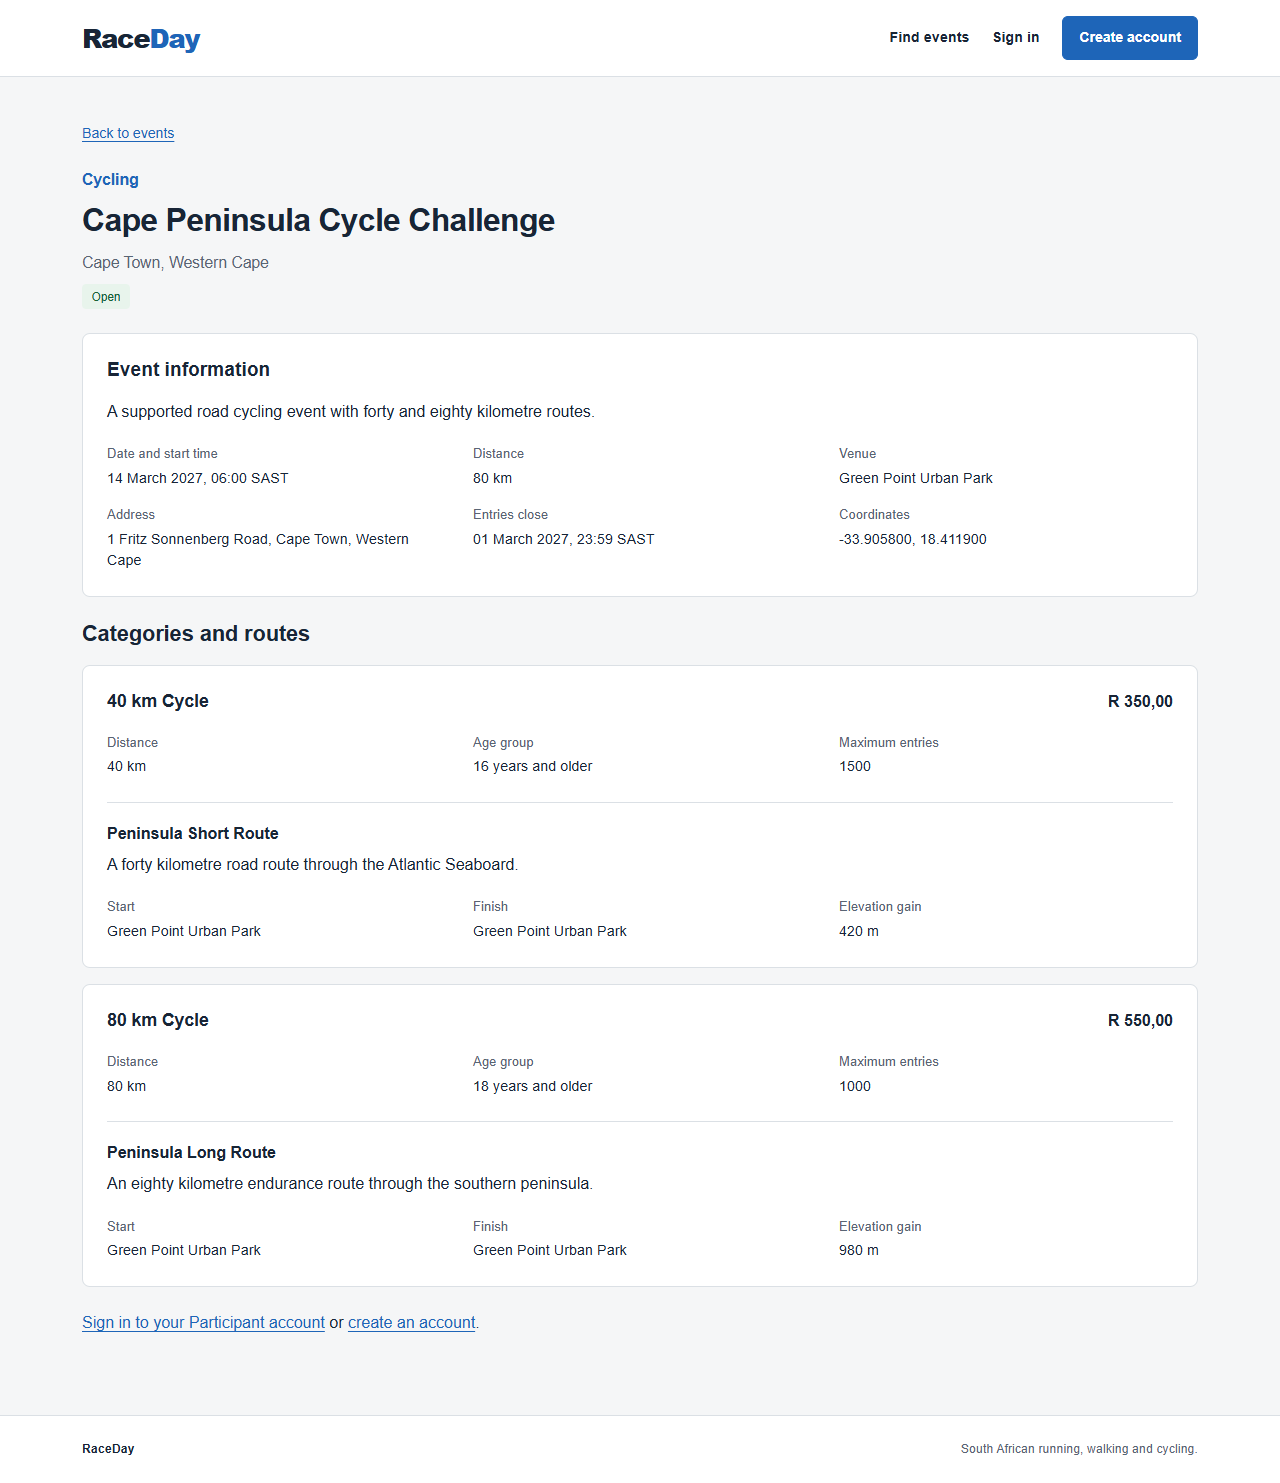 RaceDay
Find events
Sign in
Create account
Back to events
Cycling
Cape Peninsula Cycle Challenge
Cape Town, Western Cape
Open
Event information
A supported road cycling event with forty and eighty kilometre routes.
Date and start time
14 March 2027, 06:00 SAST
Distance
80 km
Venue
Green Point Urban Park
Address
1 Fritz Sonnenberg Road, Cape Town, Western
Cape
Entries close
01 March 2027, 23:59 SAST
Coordinates
-33.905800, 18.411900
Categories and routes
40 km Cycle
R 350,00
Distance
40 km
Age group
16 years and older
Maximum entries
1500
Peninsula Short Route
A forty kilometre road route through the Atlantic Seaboard.
Start
Green Point Urban Park
Finish
Green Point Urban Park
Elevation gain
420 m
80 km Cycle
R 550,00
Distance
80 km
Age group
18 years and older
Maximum entries
1000
Peninsula Long Route
An eighty kilometre endurance route through the southern peninsula.
Start
Green Point Urban Park
Finish
Green Point Urban Park
Elevation gain
980 m
Sign in to your Participant account or create an account.
RaceDay
South African running, walking and cycling.